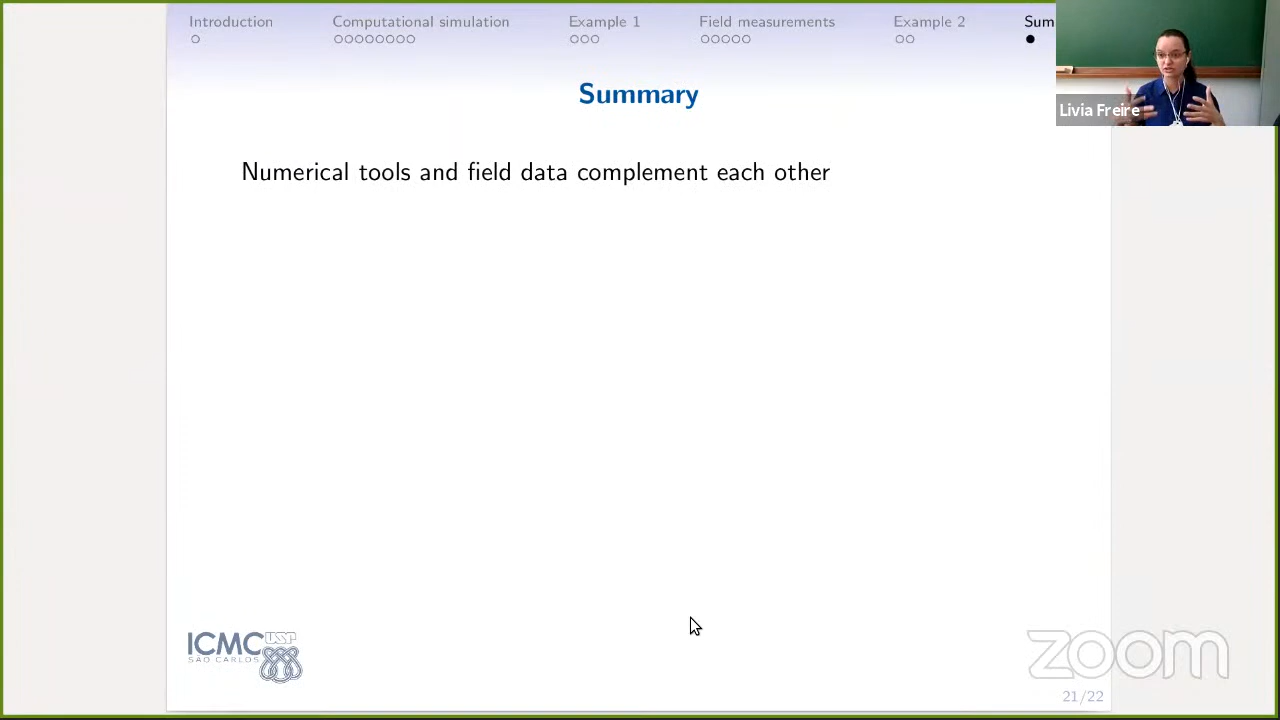 Introduction Computational simulation Example 1 Field measurements Example 2 Sum
Livia Freire
Summary
Numerical tools and field data complement each other
ICMC USP
SÃO CARLOS
zoom
21/22